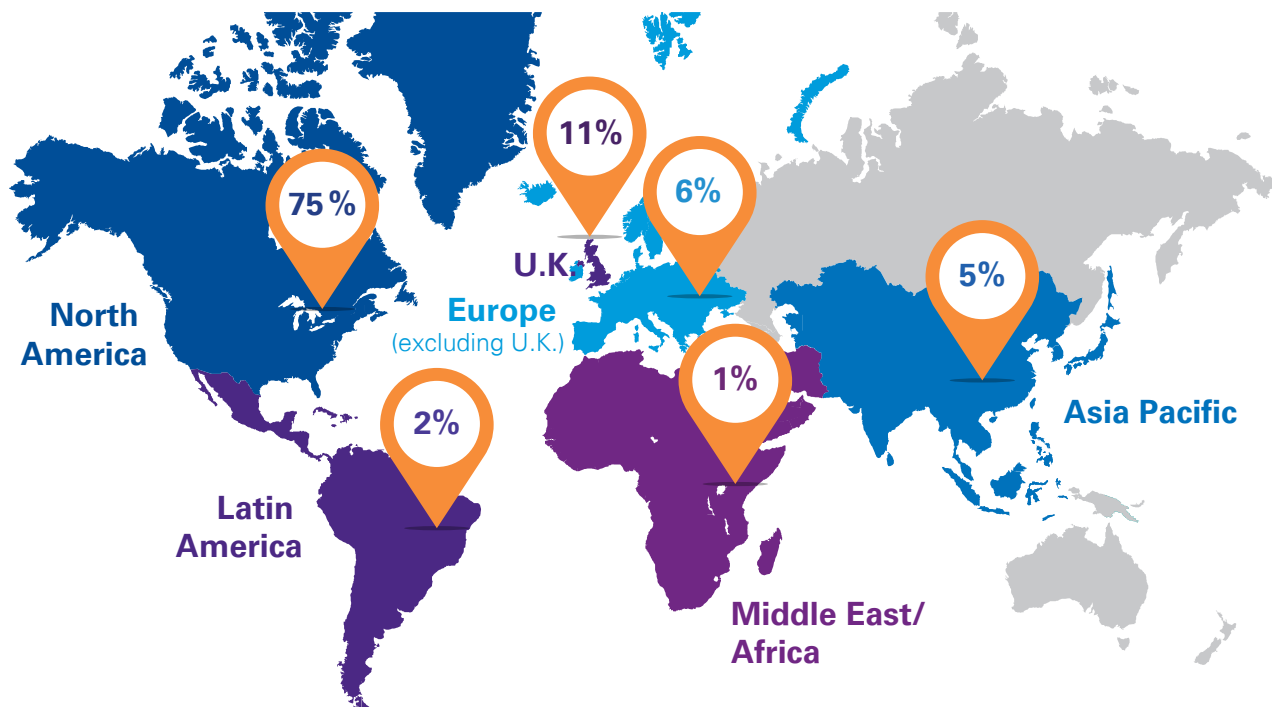 11%
75 %
6%
U.K.
5%
North
America
Europe
(excluding U.K.)
1%
2%
Asia Pacific
Latin
America
Middle East/
Africa